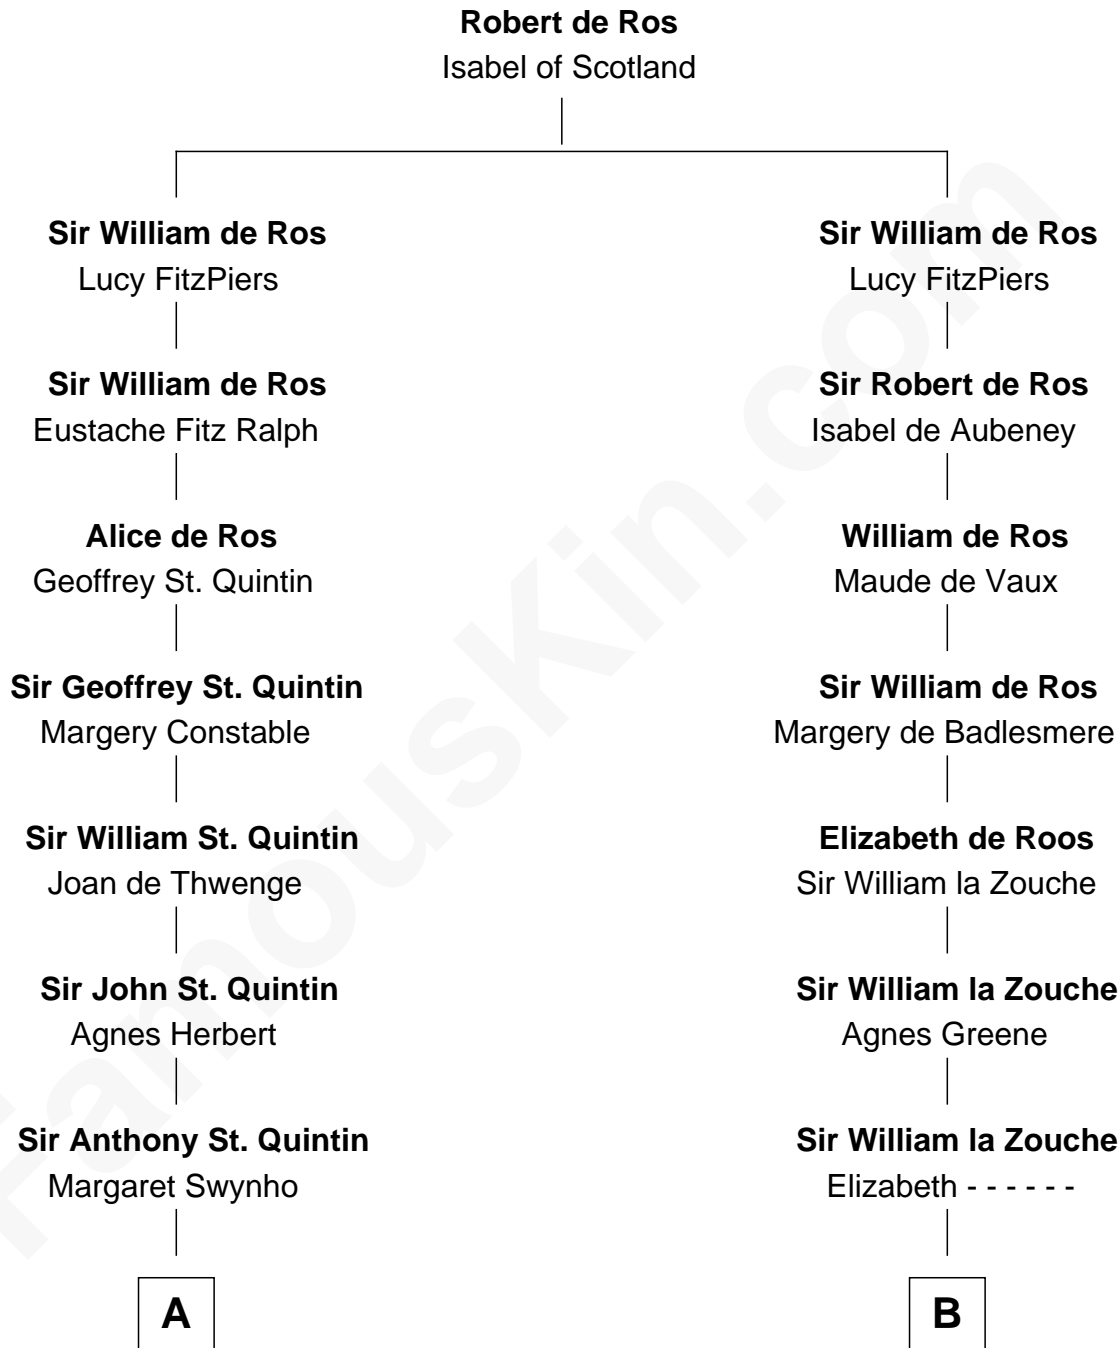 Robert de Ros
Isabel of Scotland
Sir William de Ros
Lucy FitzPiers
Sir William de Ros
Eustache Fitz Ralph
Alice de Ros
Geoffrey St. Quintin
Sir Geoffrey St. Quintin
Margery Constable
Sir William St. Quintin
Joan de Thwenge
Sir John St. Quintin
Agnes Herbert
Sir Anthony St. Quintin
Margaret Swynho
A
Sir William de Ros
Lucy FitzPiers
Sir Robert de Ros
Isabel de Aubeney
William de Ros
Maude de Vaux
Sir William de Ros
Margery de Badlesmere
Elizabeth de Roos
Sir William la Zouche
Sir William la Zouche
Agnes Greene
Sir William la Zouche
Elizabeth - - - - - -
B
FamousKin.com